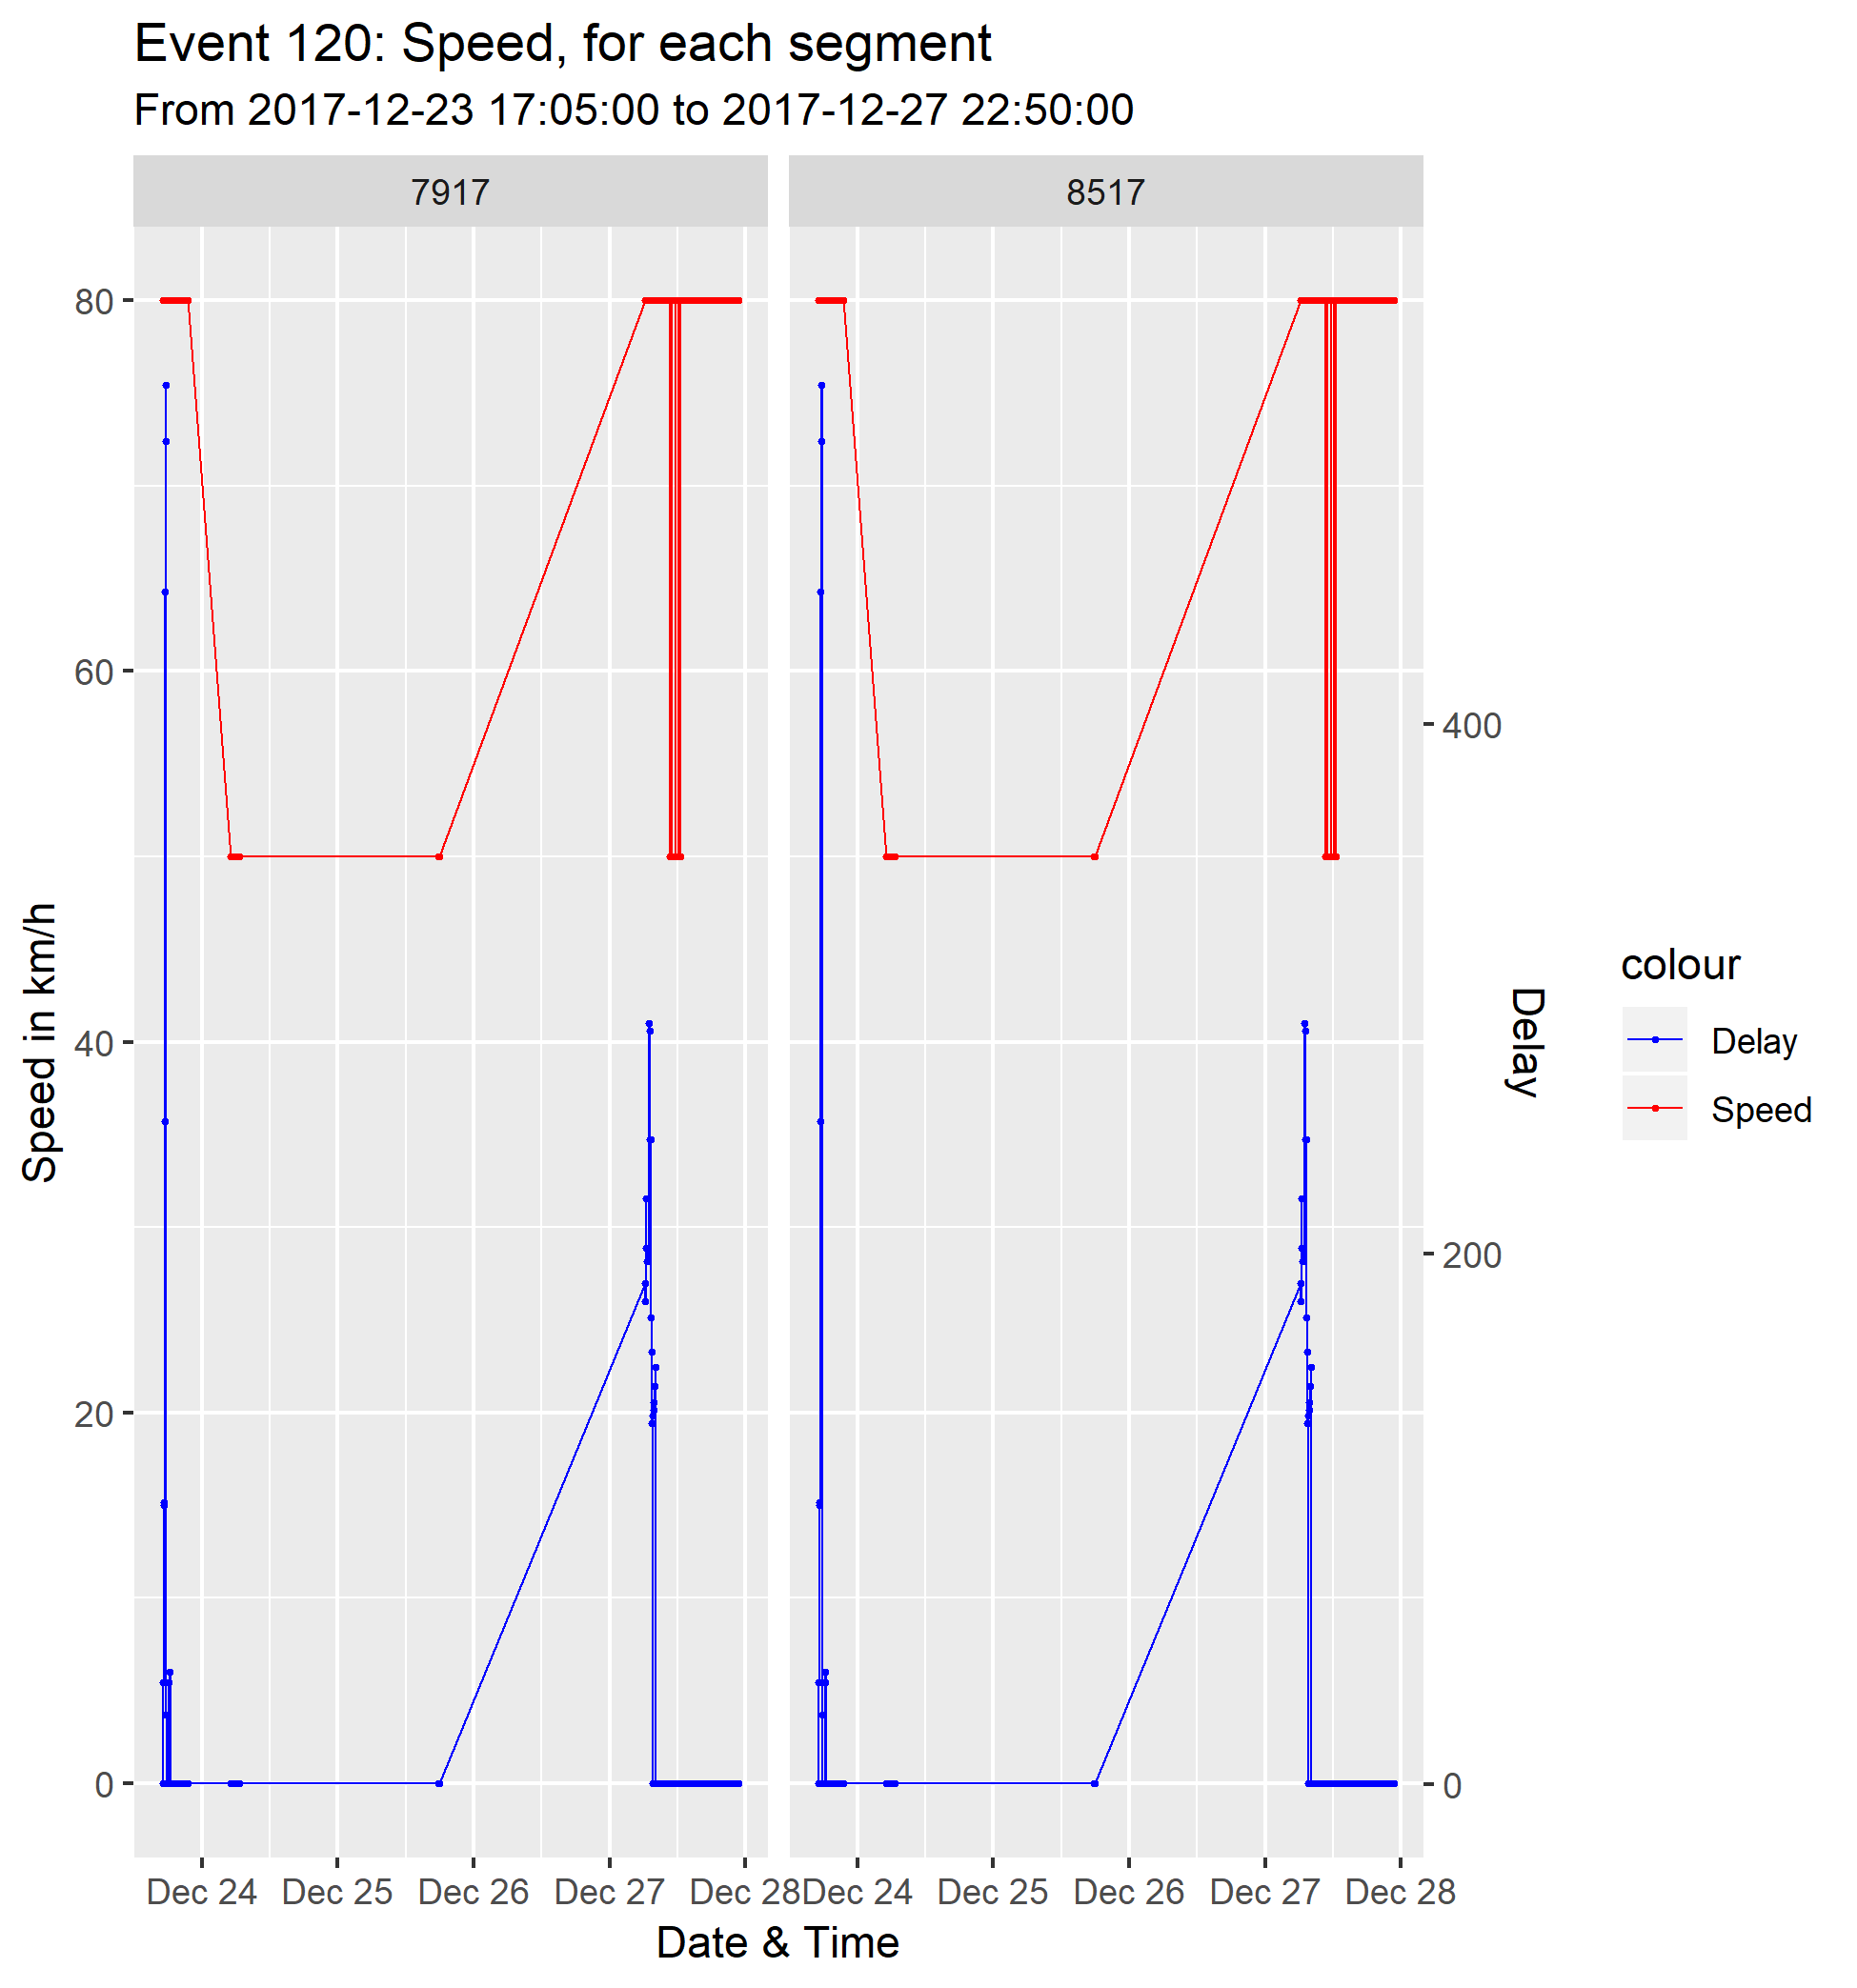 Event 120: Speed, for each segment
From 2017-12-23 17:05:00 to 2017-12-27 22:50:00
7917 8517
80
60
40
20
0
Speed in km/h
400
200
0
Delay
colour
Delay
Speed
Dec 24 Dec 25 Dec 26 Dec 27 Dec 28 Dec 24 Dec 25 Dec 26 Dec 27 Dec 28
Date & Time